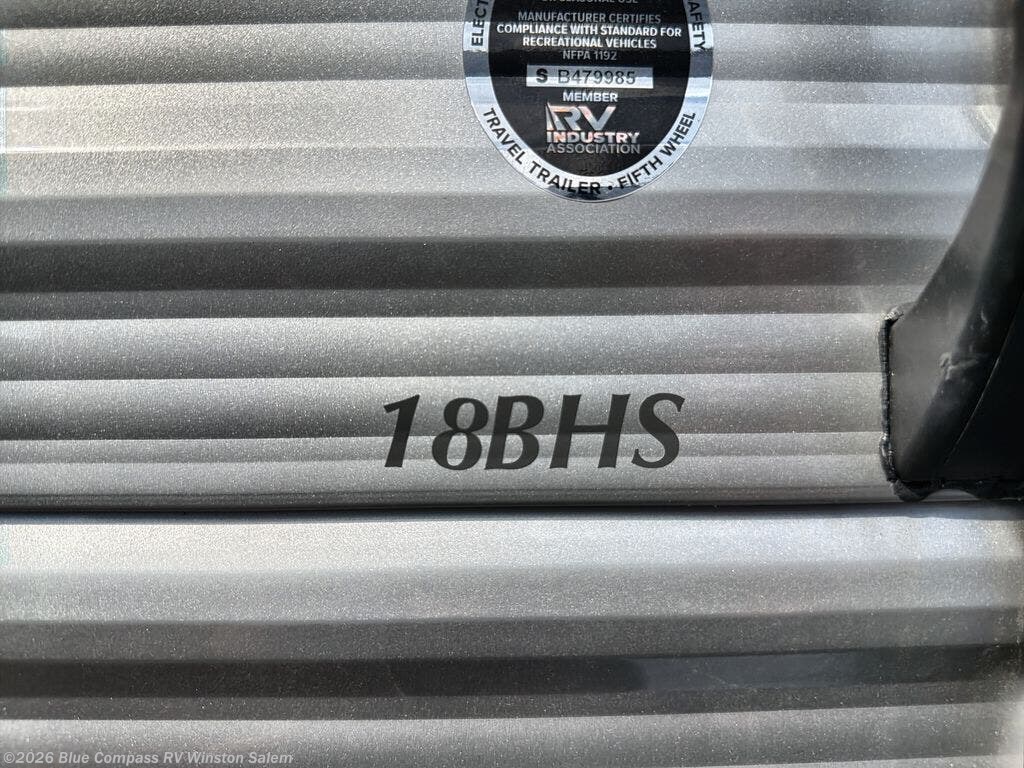 MANUFACTURER CERTIFIES
COMPLIANCE WITH STANDARD FOR
RECREATIONAL VEHICLES
NFPA 1192
S B479985
MEMBER
RV
INDUSTRY
ASSOCIATION
TRAVEL TRAILER • FIFTH WHEEL
18BHS
©2026 Blue Compass RV Winston Salem